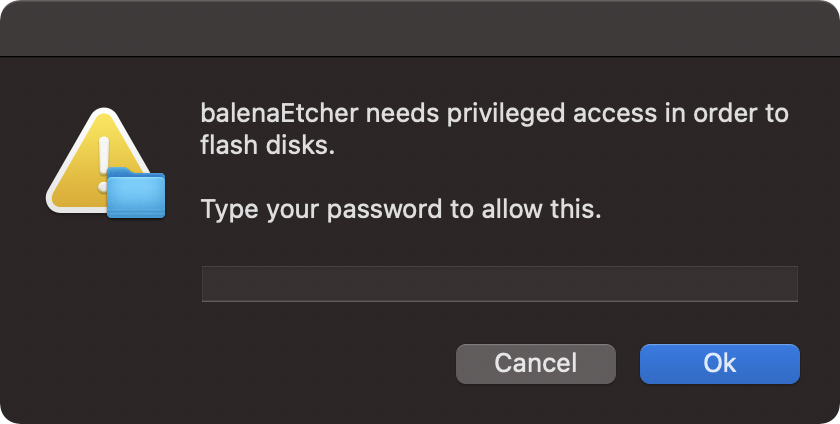 balenaEtcher needs privileged access in order to
flash disks.
Type your password to allow this.
Cancel
Ok